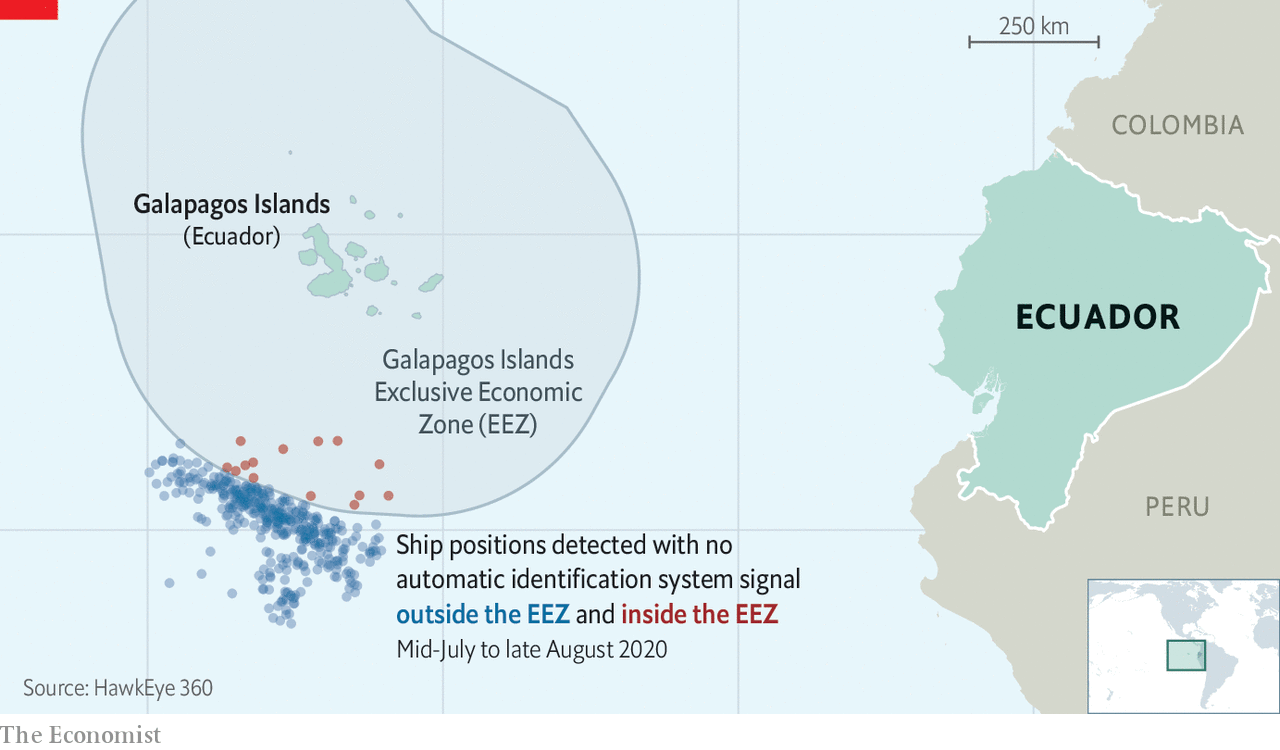 250 km
COLOMBIA
Galapagos Islands
(Ecuador)
ECUADOR
Galapagos Islands
Exclusive Economic
Zone (EEZ)
PERU
Ship positions detected with no
automatic identification system signal
outside the EEZ and inside the EEZ
Mid-July to late August 2020
Source: HawkEye 360
The Economist